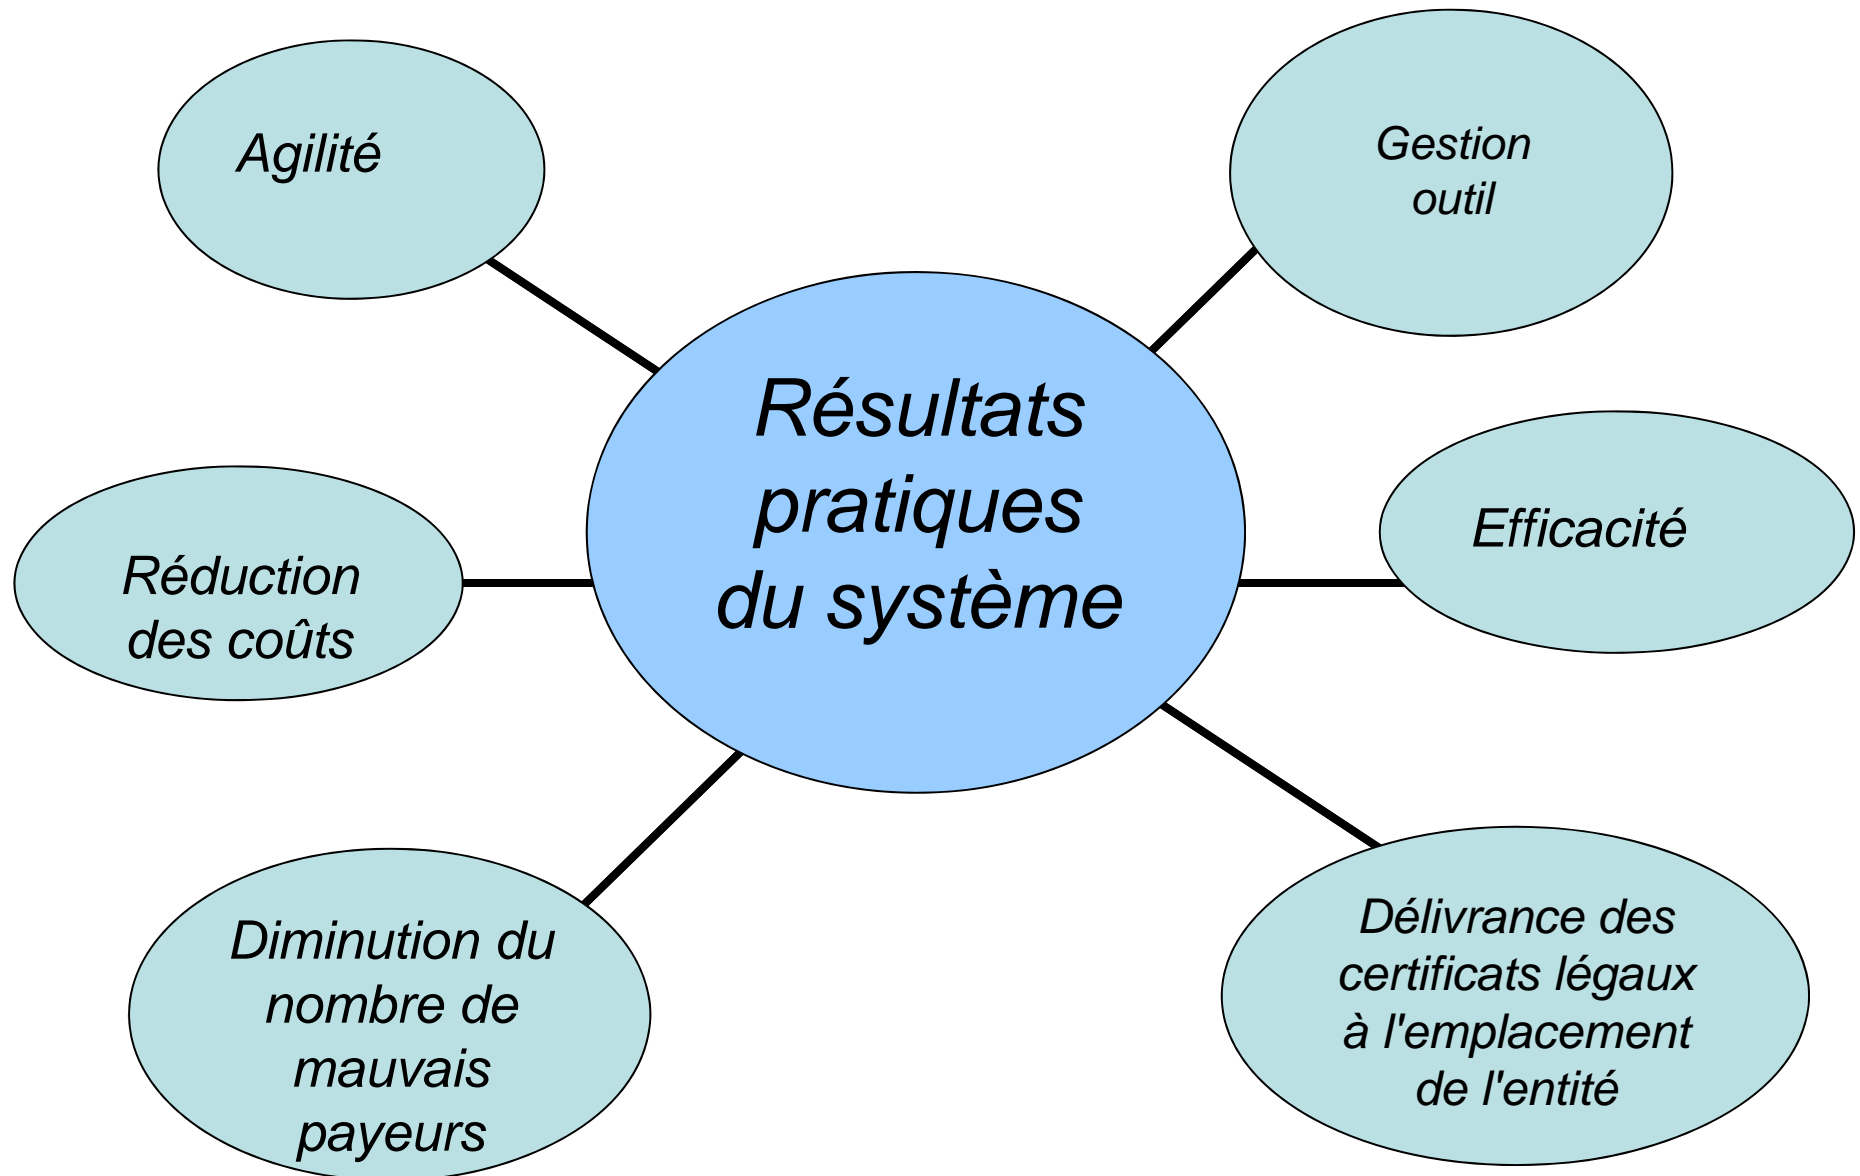 Agilité
Gestion
outil
Résultats
pratiques
du système
Efficacité
Réduction
des coûts
Diminution du
nombre de
mauvais
payeurs
Délivrance des
certificats légaux
à l'emplacement
de l'entité